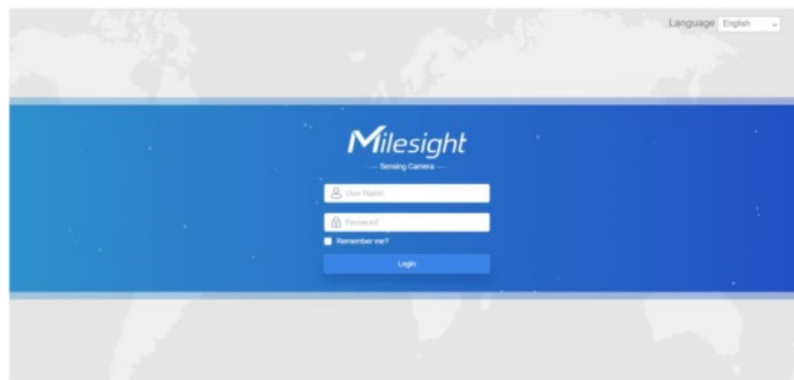 Language English
Milesight
Sensing Camera
User Name
Password
Remember me?
Login